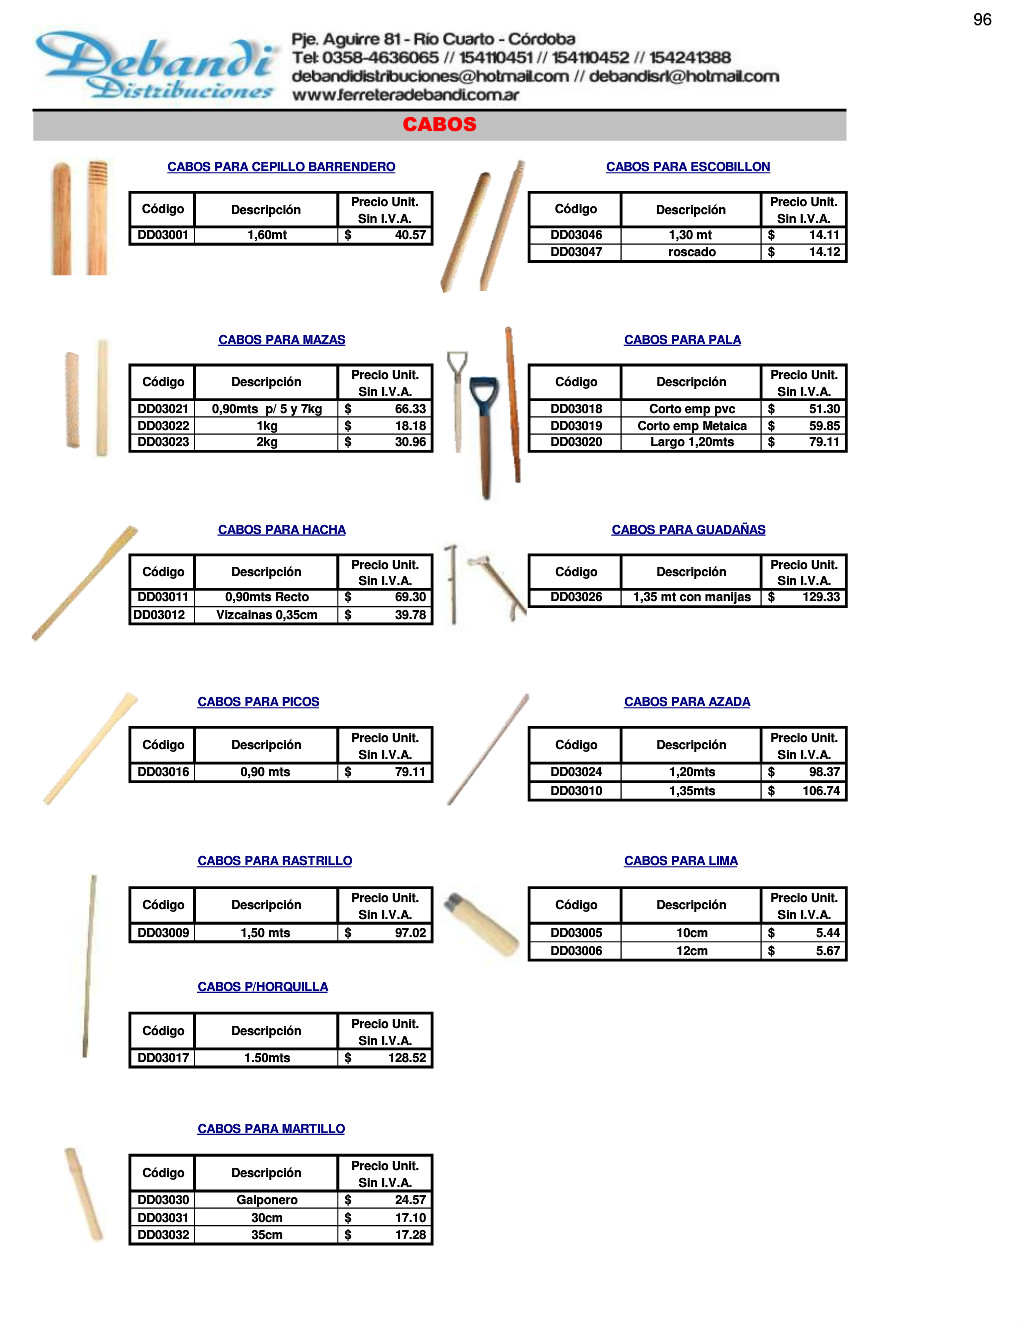 96
Debandi
Distribuciones
Pje. Aguirre 81 - Río Cuarto - Córdoba
Tel: 0358-4636065 // 154110451 // 154110452 // 154241388
debandidistribuciones@hotmail.com // debandisrl@hotmail.com
www.ferreteradebandi.com.ar
CABOS
CABOS PARA CEPILLO BARRENDERO
Código Descripción Precio Unit. Sin I.V.A.
DD03001 1,60mt $ 40.57
CABOS PARA ESCOBILLON
Código Descripción Precio Unit. Sin I.V.A.
DD03046 1,30 mt $ 14.11
DD03047 roscado $ 14.12
CABOS PARA MAZAS
Código Descripción Precio Unit. Sin I.V.A.
DD03021 0,90mts p/ 5 y 7kg $ 66.33
DD03022 1kg $ 18.18
DD03023 2kg $ 30.96
CABOS PARA PALA
Código Descripción Precio Unit. Sin I.V.A.
DD03018 Corto emp pvc $ 51.30
DD03019 Corto emp Metalca $ 59.85
DD03020 Largo 1,20mts $ 79.11
CABOS PARA HACHA
Código Descripción Precio Unit. Sin I.V.A.
DD03011 0,90mts Recto $ 69.30
DD03012 Vizcainas 0,35cm $ 39.78
CABOS PARA GUADAÑAS
Código Descripción Precio Unit. Sin I.V.A.
DD03026 1,35 mt con manijas $ 129.33
CABOS PARA PICOS
Código Descripción Precio Unit. Sin I.V.A.
DD03016 0,90 mts $ 79.11
CABOS PARA AZADA
Código Descripción Precio Unit. Sin I.V.A.
DD03024 1,20mts $ 98.37
DD03010 1,35mts $ 106.74
CABOS PARA RASTRILLO
Código Descripción Precio Unit. Sin I.V.A.
DD03009 1,50 mts $ 97.02
CABOS PARA LIMA
Código Descripción Precio Unit. Sin I.V.A.
DD03005 10cm $ 5.44
DD03006 12cm $ 5.67
CABOS P/HORQUILLA
Código Descripción Precio Unit. Sin I.V.A.
DD03017 1.50mts $ 128.52
CABOS PARA MARTILLO
Código Descripción Precio Unit. Sin I.V.A.
DD03030 Galponero $ 24.57
DD03031 30cm $ 17.10
DD03032 35cm $ 17.28